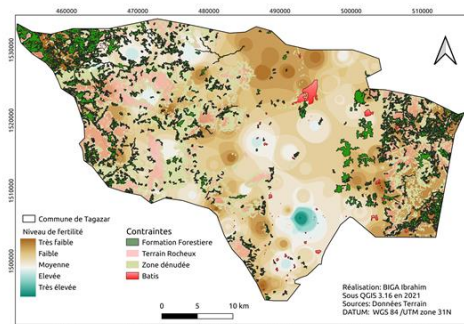 460000 470000 480000 490000 500000 510000
1530000
1520000
1510000
1500000
Commune de Tagazar
Niveau de fertilité
Très faible
Faible
Moyenne
Elevée
Très élevée
Contraintes
Formation Forestiere
Terrain Rocheux
Zone dénudée
Batis
0 5 10 km
Réalisation: BIGA Ibrahim
Sous QGIS 3.16 en 2021
Sources: Données Terrain
DATUM: WGS 84 /UTM zone 31N